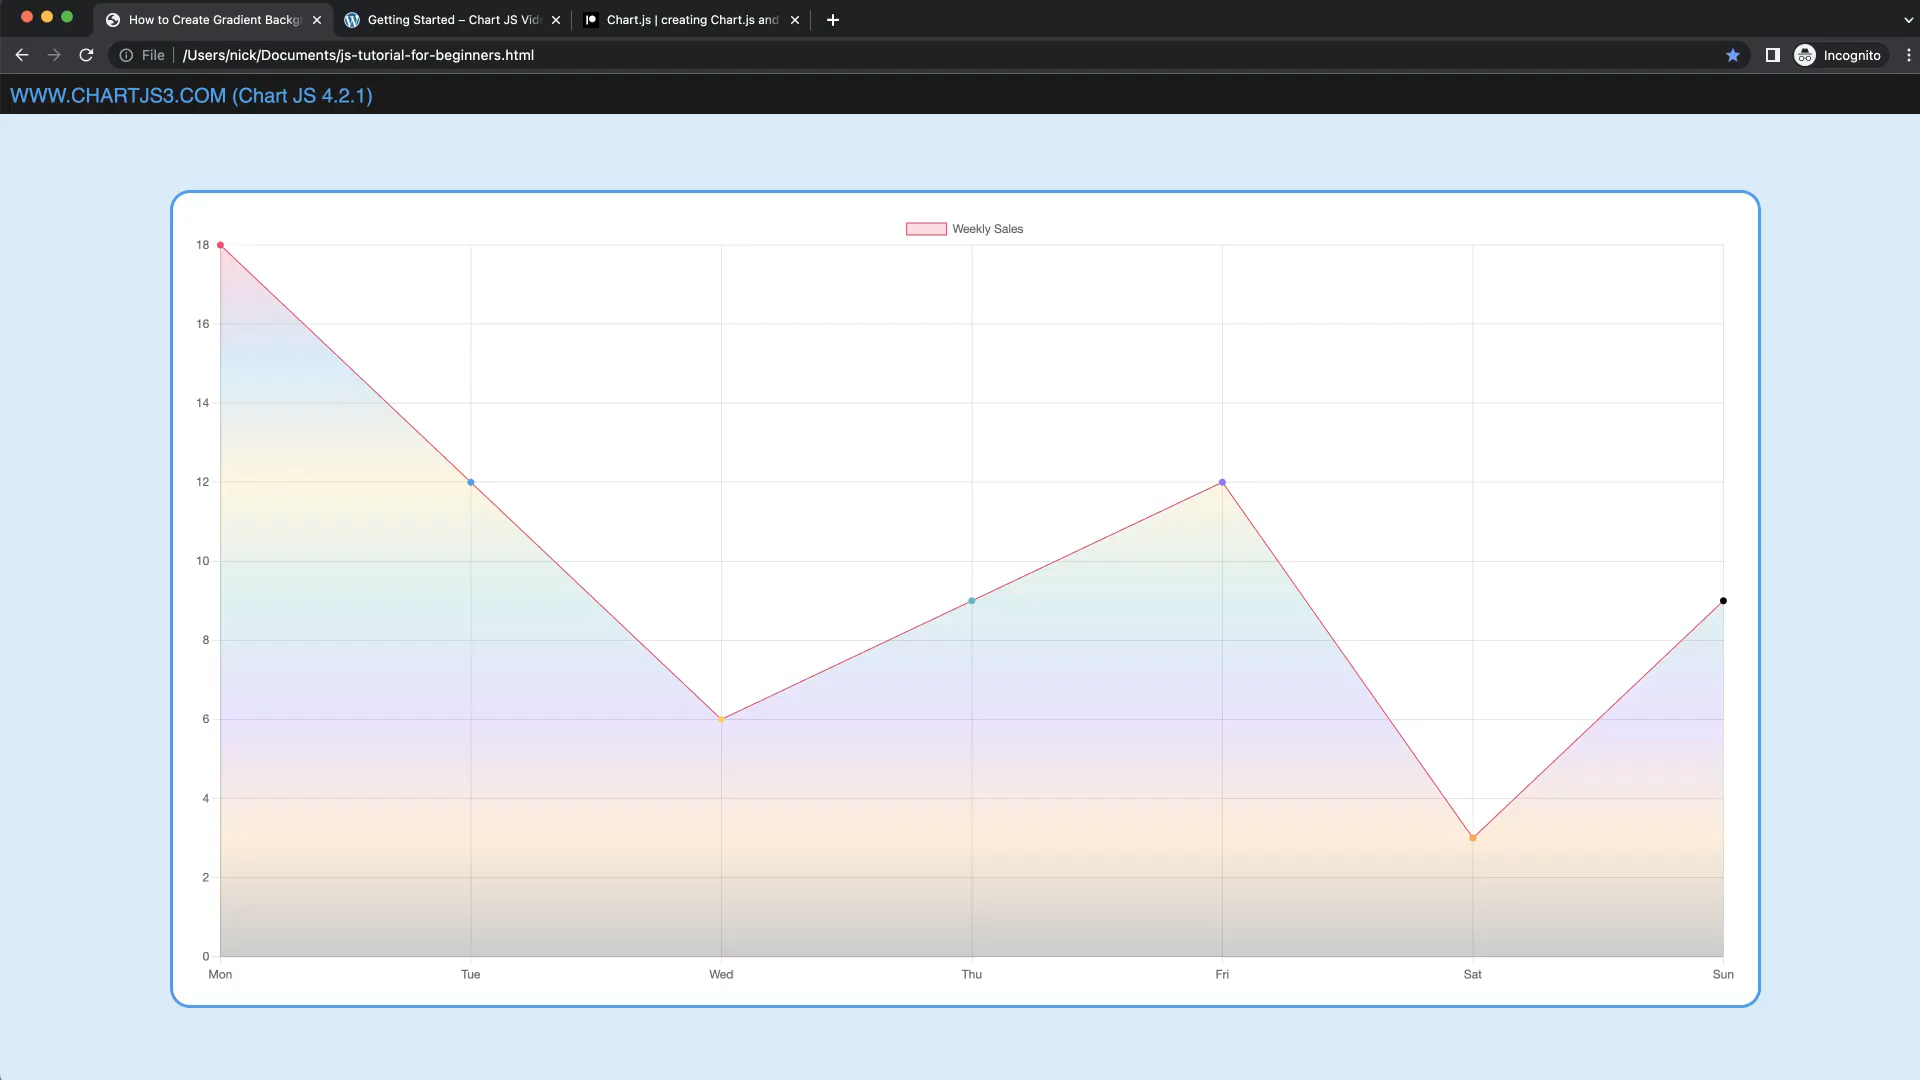 How to Create Gradient Backg
Getting Started – Chart JS Vid
Chart.js | creating Chart.js and
File
/Users/nick/Documents/js-tutorial-for-beginners.html
Incognito
WWW.CHARTJS3.COM (Chart JS 4.2.1)
Weekly Sales
18
16
14
12
10
8
6
4
2
0
Mon Tue Wed Thu Fri Sat Sun